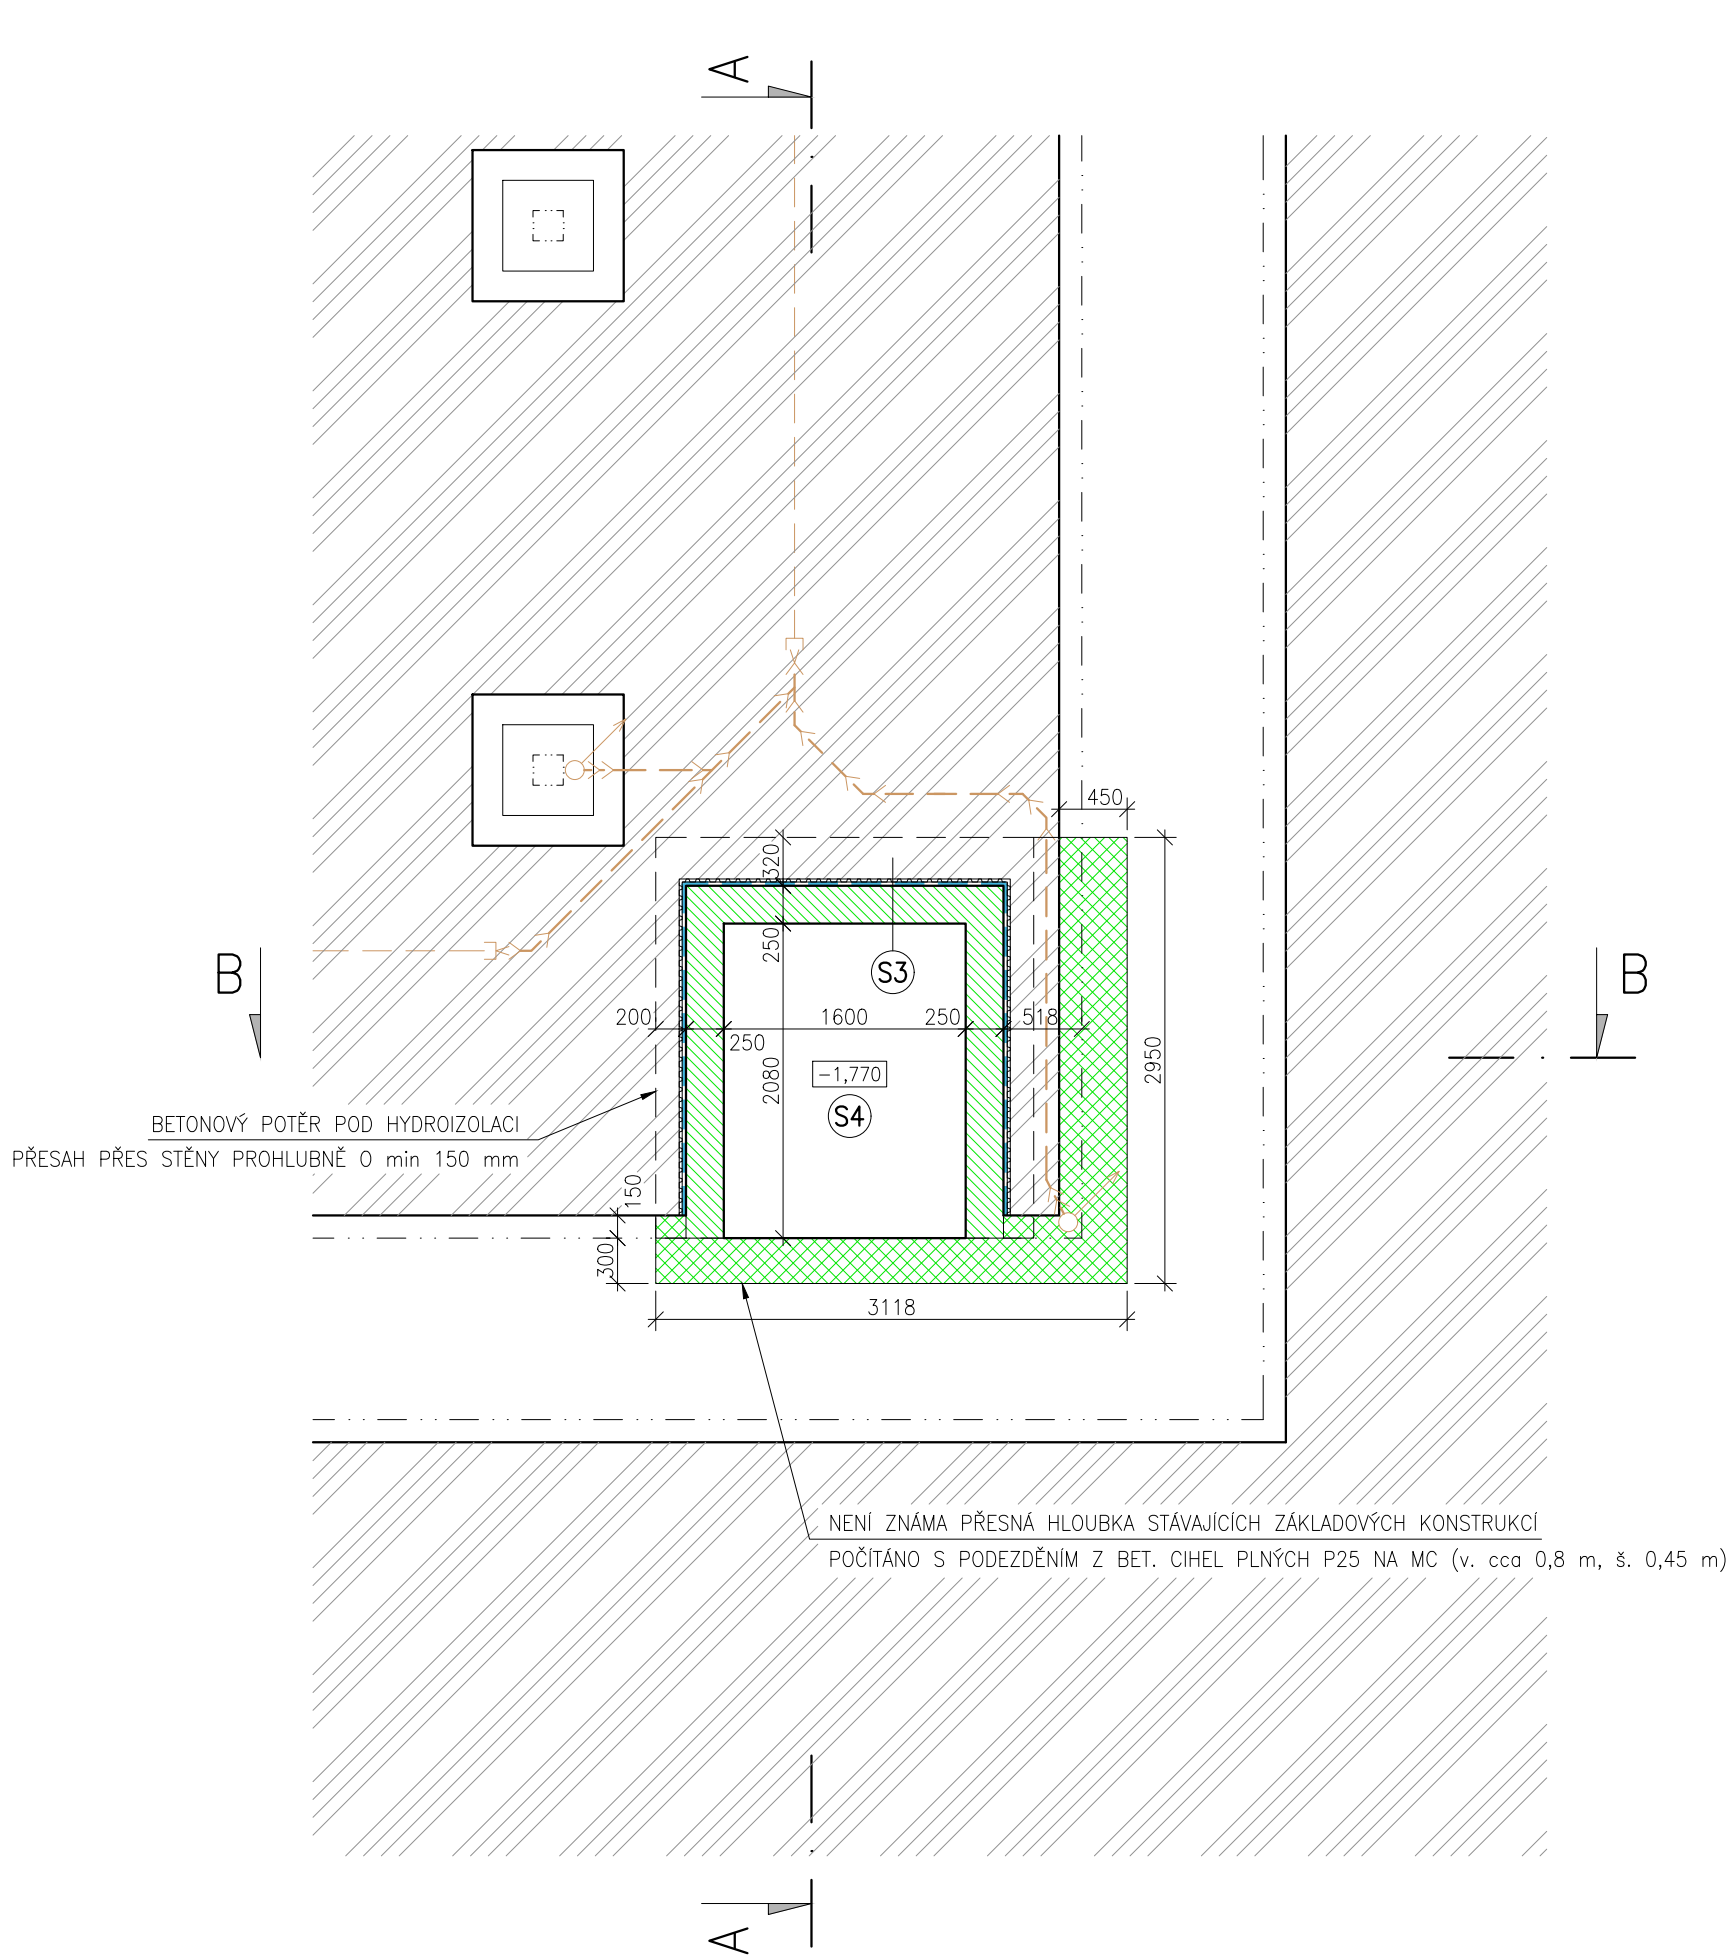 A
450
320
250
S3
B
B
200
1600
250
518
250
2080
2950
-1,770
S4
BETONOVÝ POTĚR POD HYDROIZOLACI
PŘESAH PŘES STĚNY PROHLUBNĚ O min 150 mm
150
300
3118
NENÍ ZNÁMA PŘESNÁ HLOUBKA STÁVAJÍCÍCH ZÁKLADOVÝCH KONSTRUKCÍ
POČÍTÁNO S PODEZDĚNÍM Z BET. CIHEL PLNÝCH P25 NA MC (v. cca 0,8 m, š. 0,45 m)
A